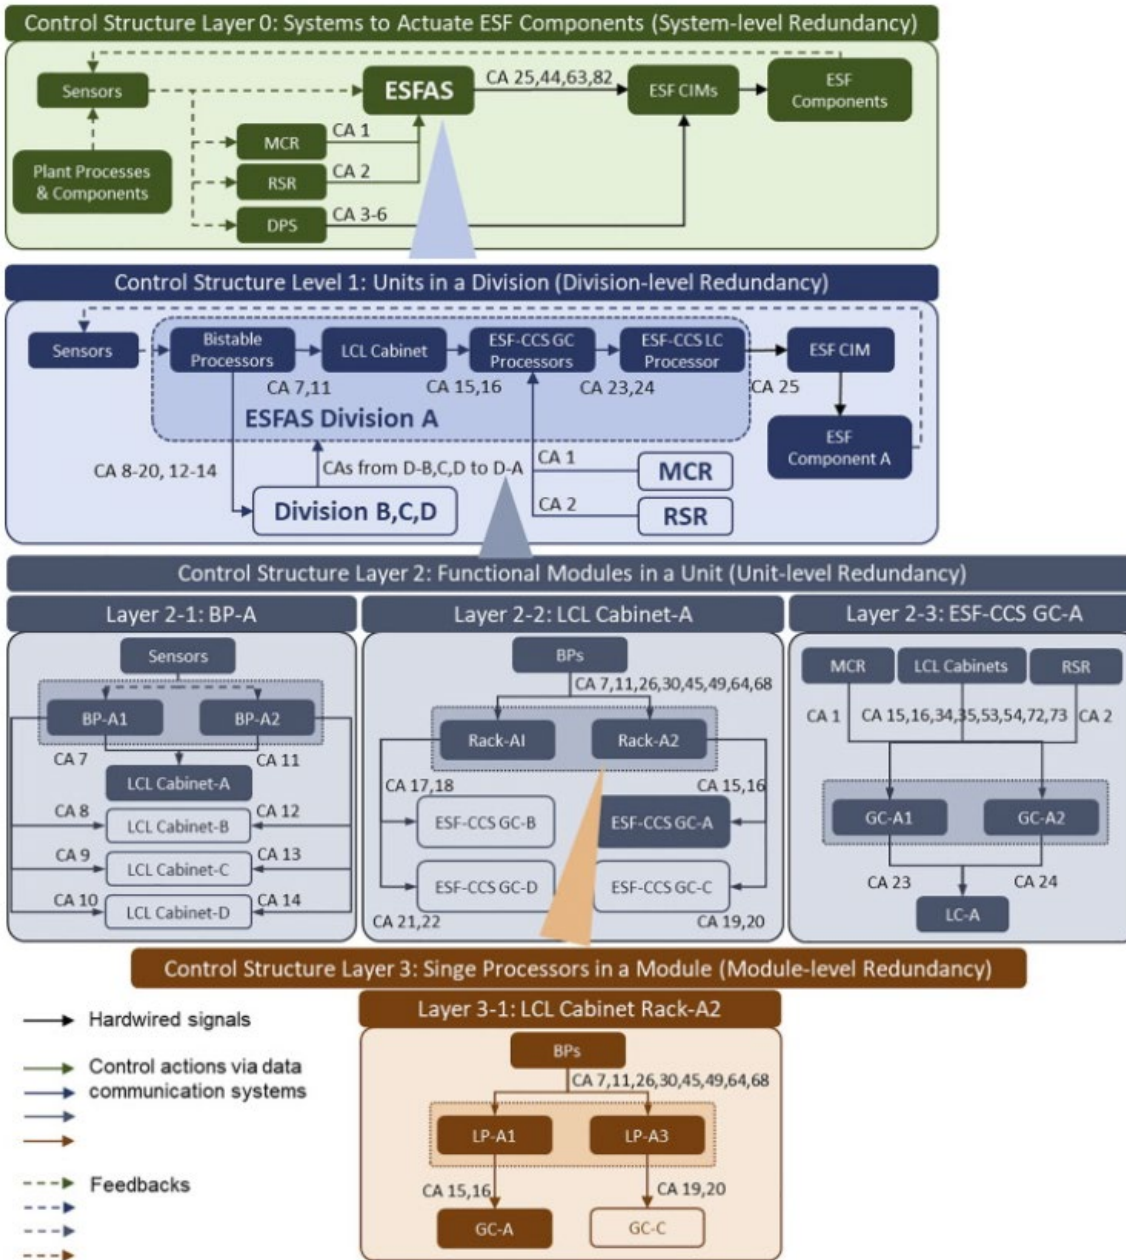 Control Structure Layer 0: Systems to Actuate ESF Components (System-level Redundancy)
Sensors
ESFAS
CA 25,44,63,82
ESF CIMs
ESF
Components
MCR
CA 1
Plant Processes
& Components
RSR
CA 2
DPS
CA 3-6
Control Structure Level 1: Units in a Division (Division-level Redundancy)
Sensors
Bistable
Processors
LCL Cabinet
ESF-CCS GC
Processors
ESF-CCS LC
Processor
ESF CIM
CA 7,11
CA 15,16
CA 23,24
CA 25
ESFAS Division A
ESF
Component A
CA 8-20, 12-14
CAs from D-B,C,D to D-A
CA 1
MCR
Division B,C,D
CA 2
RSR
Control Structure Layer 2: Functional Modules in a Unit (Unit-level Redundancy)
Layer 2-1: BP-A
Sensors
BP-A1
BP-A2
CA 7
CA 11
LCL Cabinet-A
CA 8
CA 12
LCL Cabinet-B
CA 9
CA 13
LCL Cabinet-C
CA 10
CA 14
LCL Cabinet-D
Layer 2-2: LCL Cabinet-A
BPs
CA 7,11,26,30,45,49,64,68
Rack-AI
Rack-A2
CA 17,18
CA 15,16
ESF-CCS GC-B
ESF-CCS GC-A
ESF-CCS GC-D
ESF-CCS GC-C
CA 21,22
CA 19,20
Layer 2-3: ESF-CCS GC-A
MCR
LCL Cabinets
RSR
CA 1
CA 15,16,34,35,53,54,72,73
CA 2
GC-A1
GC-A2
CA 23
CA 24
LC-A
Control Structure Layer 3: Singe Processors in a Module (Module-level Redundancy)
Layer 3-1: LCL Cabinet Rack-A2
BPs
CA 7,11,26,30,45,49,64,68
LP-A1
LP-A3
CA 15,16
CA 19,20
GC-A
GC-C
Hardwired signals
Control actions via data
communication systems
Feedbacks